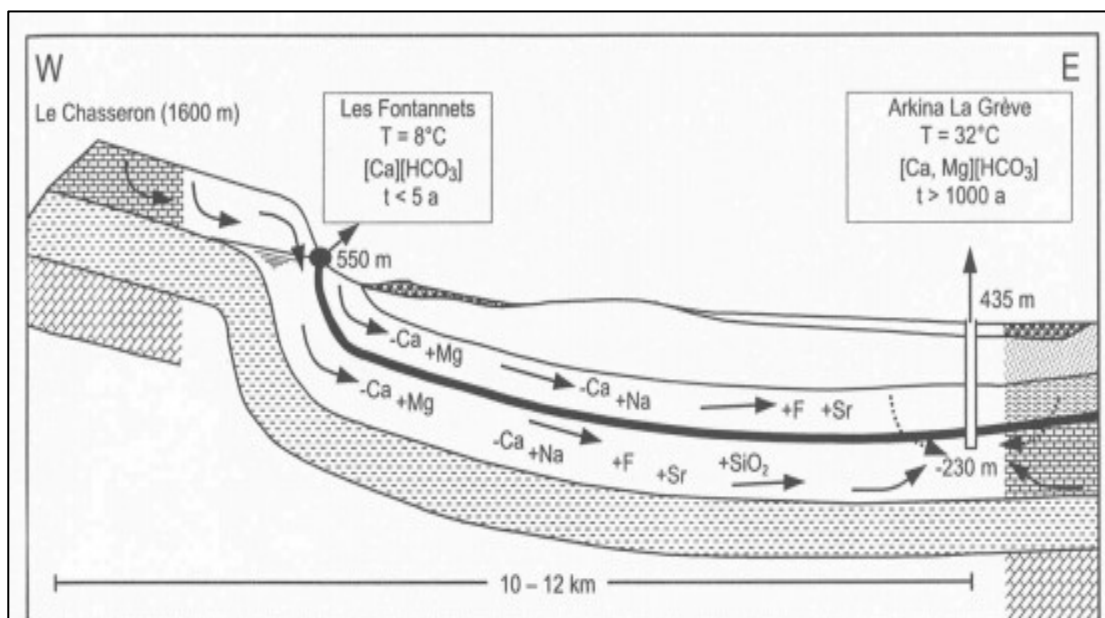 W
E
Le Chasseron (1600 m)
Les Fontannets
T = 8°C
[Ca][HCO₃]
t < 5 a
Arkina La Grève
T = 32°C
[Ca, Mg][HCO₃]
t > 1000 a
550 m
435 m
-Ca
+Mg
-Ca
+Na
+F +Sr
-Ca
+Mg
-Ca
+Na
+F
+Sr
+SiO₂
-230 m
10 – 12 km